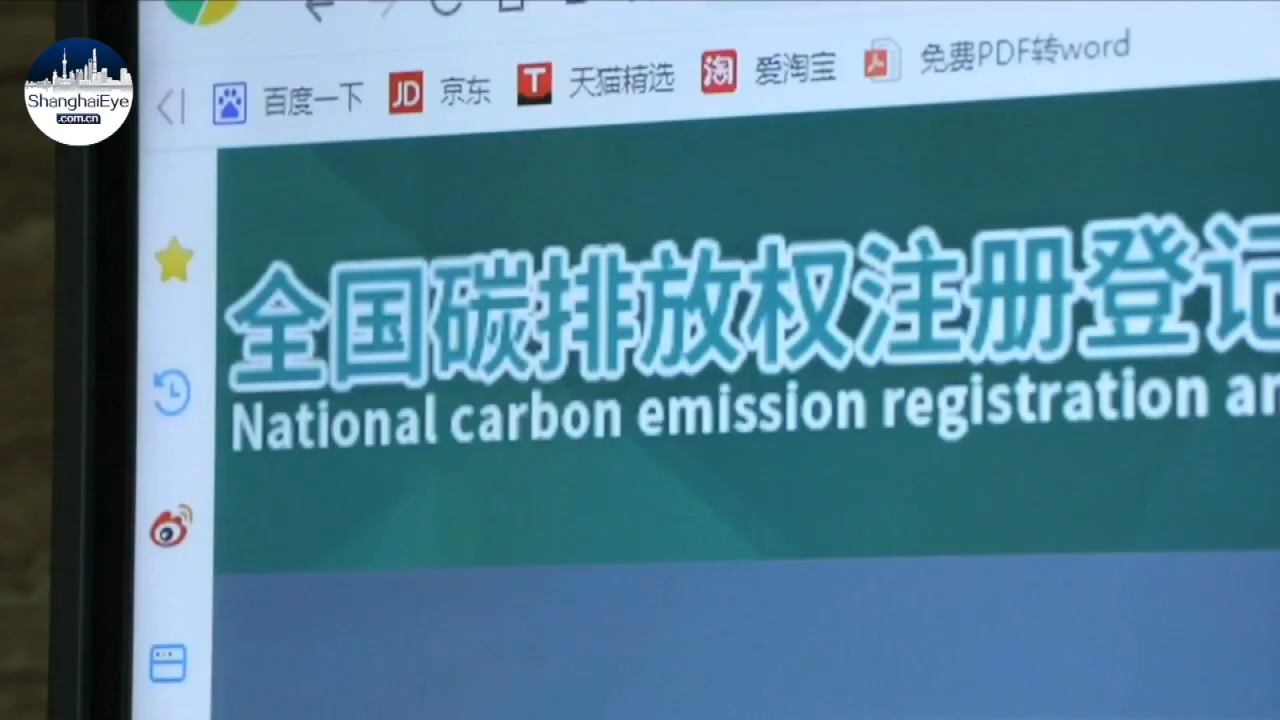 ShanghaiEye
.com.cn
百度一下 JD 京东 T 天猫精选 淘 爱淘宝 免费PDF转word
全国碳排放权注册登记
National carbon emission registration an